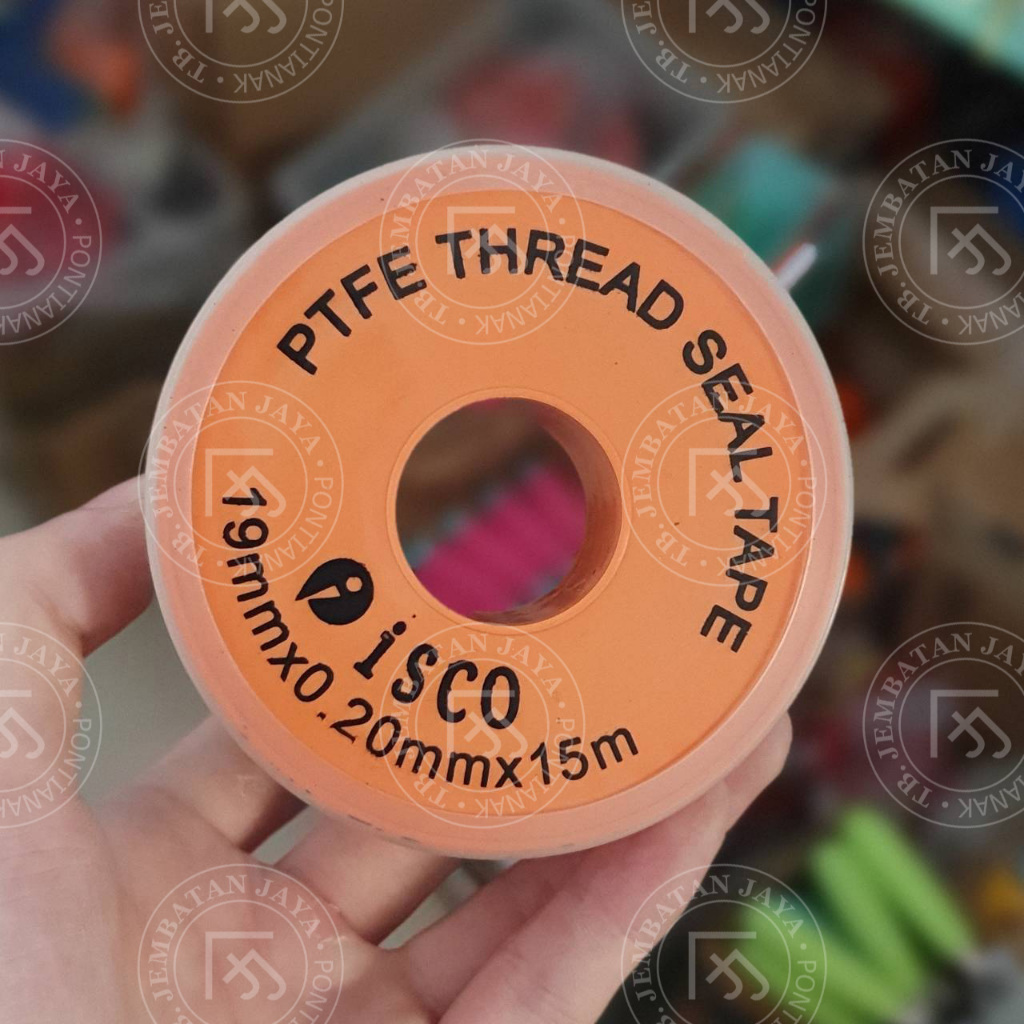 PTFE THREAD SEAL TAPE
isco
19mmx0.20mmx15m
JEMBATAN JAYA · PONTIANAK · TB.